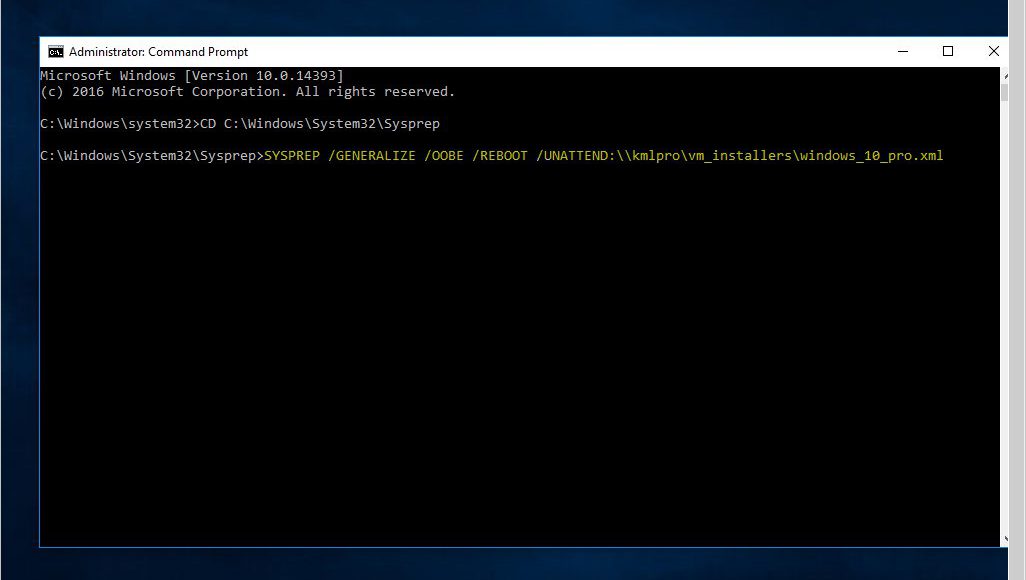 Administrator: Command Prompt
Microsoft Windows [Version 10.0.14393]
(c) 2016 Microsoft Corporation. All rights reserved.
C:\Windows\system32>CD C:\Windows\System32\Sysprep
C:\Windows\System32\Sysprep>SYSPREP /GENERALIZE /OOBE /REBOOT /UNATTEND:\\kmlpro\vm_installers\windows_10_pro.xml